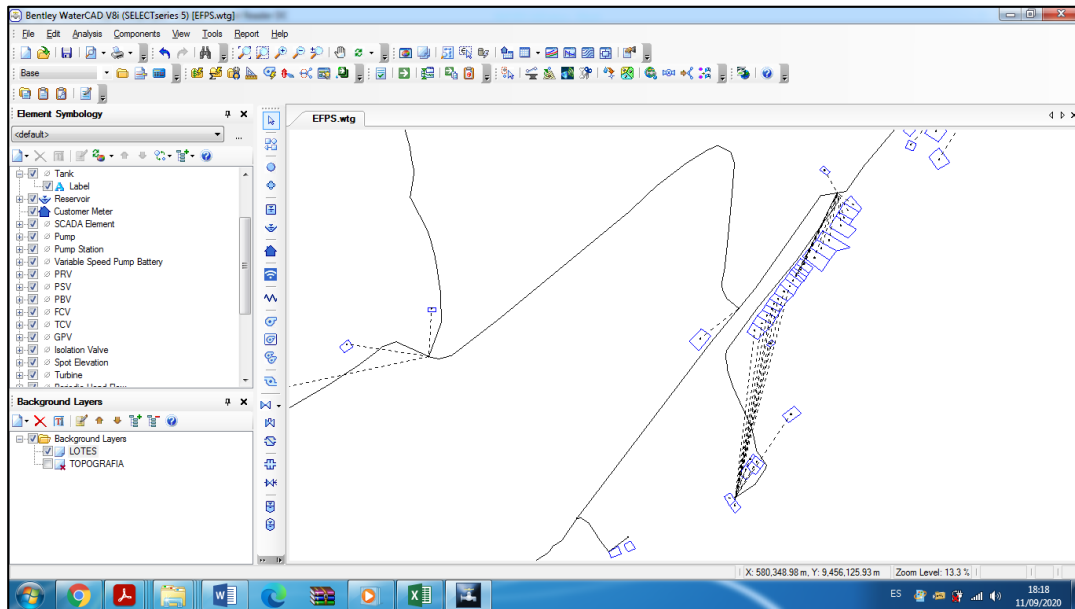 Bentley WaterCAD V8i (SELECTseries 5) [EFPS.wtg]
File Edit Analysis Components View Tools Report Help
Base
Element Symbology
<default>
...
Tank
Label
Reservoir
Customer Meter
SCADA Element
Pump
Pump Station
Variable Speed Pump Battery
PRV
PSV
PBV
FCV
TCV
GPV
Isolation Valve
Spot Elevation
Turbine
Background Layers
Background Layers
LOTES
TOPOGRAFIA
EFPS.wtg
X: 580,348.98 m, Y: 9,456,125.93 m Zoom Level: 13.3 %
ES
18:18
11/09/2020